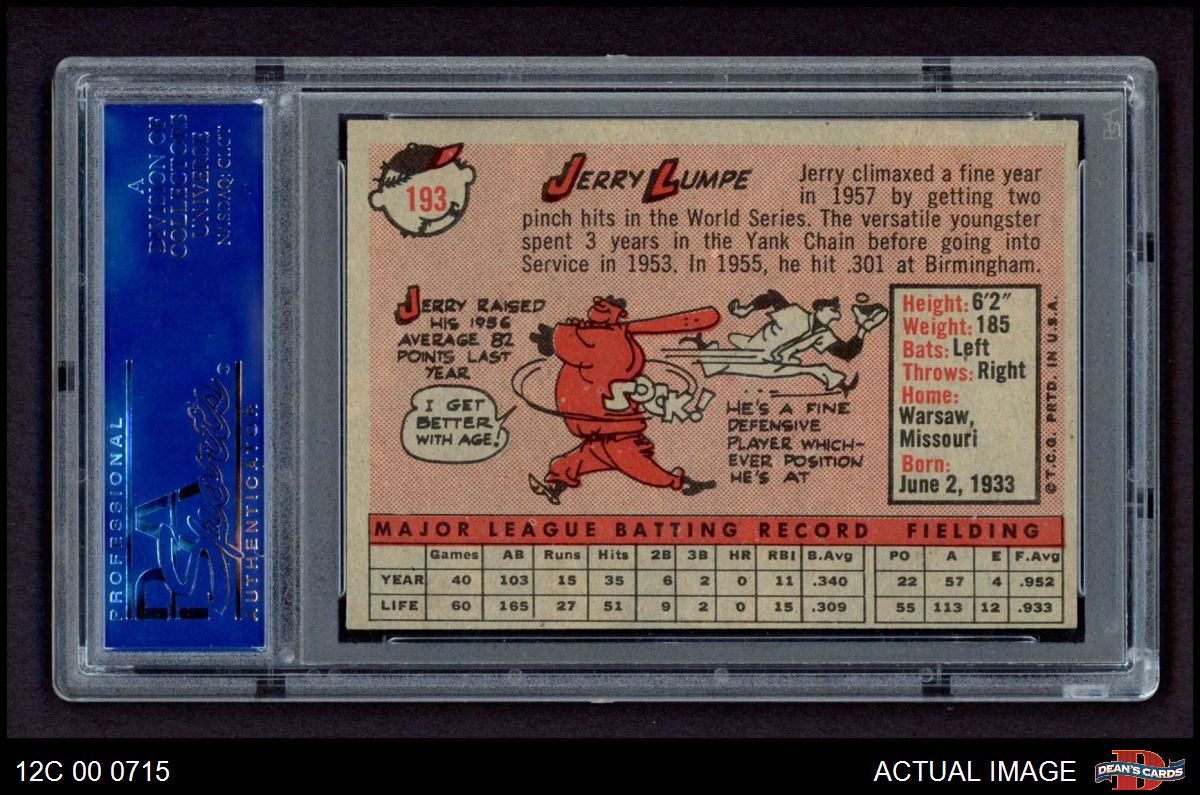 A
DIVISION OF
COLLECTORS
UNIVERSE
NASDAQ: CLCT
PROFESSIONAL
PSA
Sports
AUTHENTICATOR
193
JERRY LUMPE
Jerry climaxed a fine year
in 1957 by getting two
pinch hits in the World Series. The versatile youngster
spent 3 years in the Yank Chain before going into
Service in 1953. In 1955, he hit .301 at Birmingham.
JERRY RAISED
HIS 1956
AVERAGE 82
POINTS LAST
YEAR
I GET
BETTER
WITH AGE!
SOCK!
HE'S A FINE
DEFENSIVE
PLAYER WHICH-
EVER POSITION
HE'S AT
Height: 6'2"
Weight: 185
Bats: Left
Throws: Right
Home:
Warsaw,
Missouri
Born:
June 2, 1933
© T.C.G. PRTD. IN U.S.A.
MAJOR LEAGUE BATTING RECORD FIELDING
Games AB Runs Hits 2B 3B HR RBI B.Avg PO A E F.Avg
YEAR 40 103 15 35 6 2 0 11 .340 22 57 4 .952
LIFE 60 165 27 51 9 2 0 15 .309 55 113 12 .933
12C 00 0715
ACTUAL IMAGE
DEAN'S CARDS